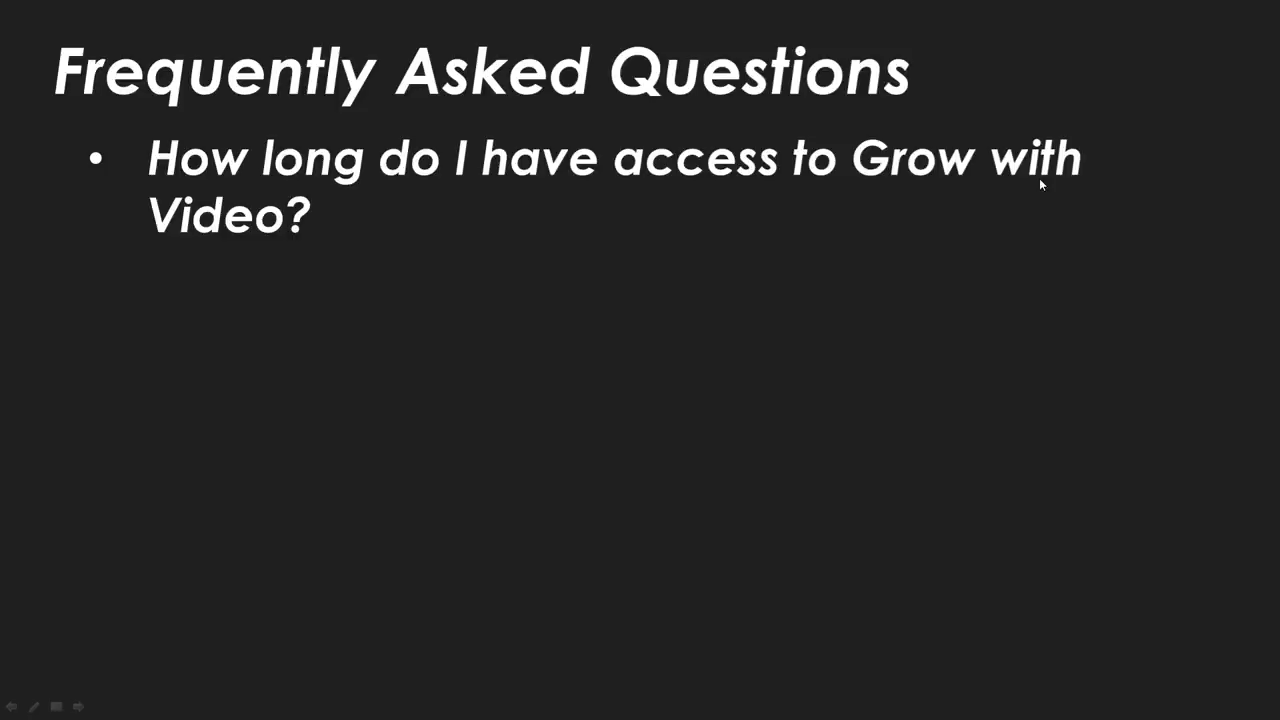 Frequently Asked Questions
• How long do I have access to Grow with
Video?